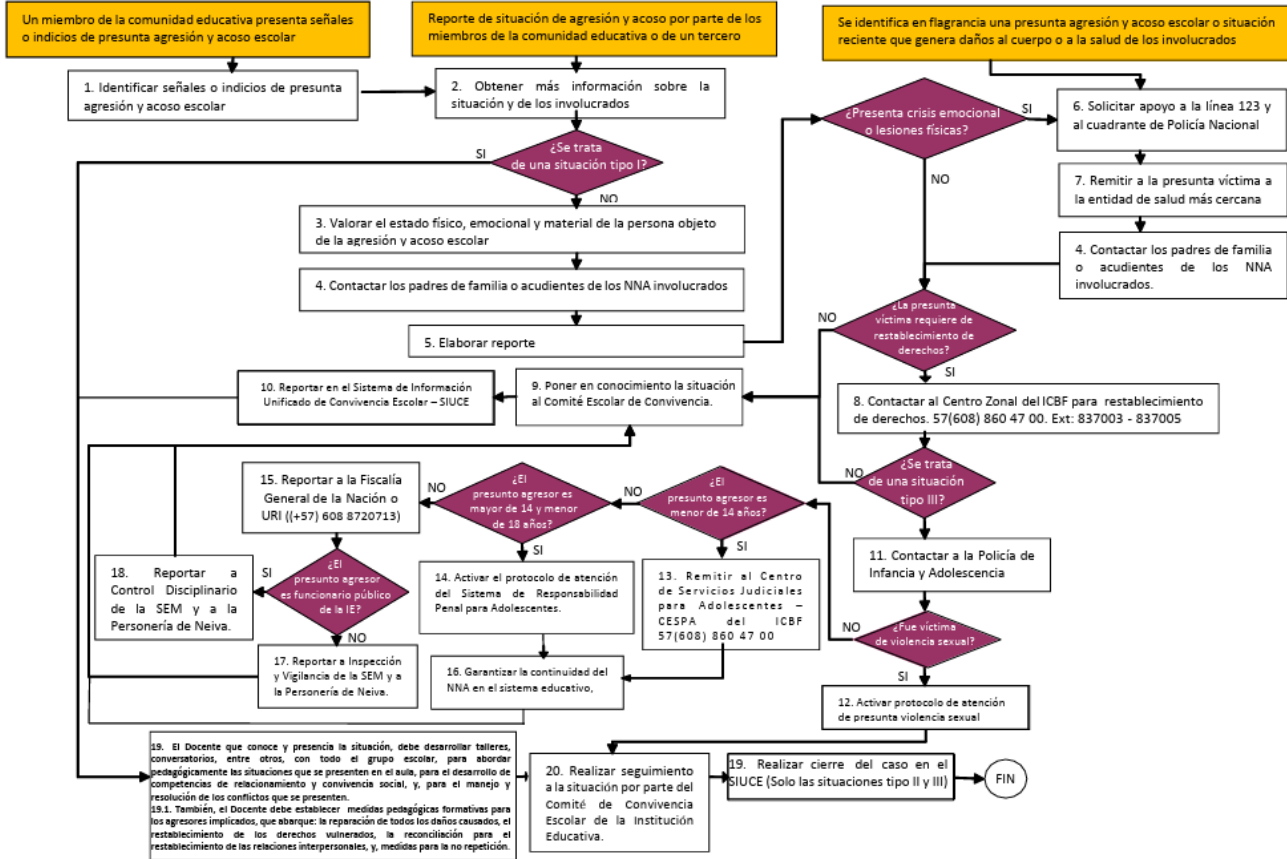 Un miembro de la comunidad educativa presenta señales
o indicios de presunta agresión y acoso escolar
Reporte de situación de agresión y acoso por parte de los
miembros de la comunidad educativa o de un tercero
Se identifica en flagrancia una presunta agresión y acoso escolar o situación
reciente que genera daños al cuerpo o a la salud de los involucrados
1. Identificar señales o indicios de presunta
agresión y acoso escolar
2. Obtener más información sobre la
situación y de los involucrados
¿Presenta crisis emocional
o lesiones físicas?
SI
NO
6. Solicitar apoyo a la línea 123 y
al cuadrante de Policía Nacional
¿Se trata
de una situación tipo I?
SI
NO
7. Remitir a la presunta víctima a
la entidad de salud más cercana
3. Valorar el estado físico, emocional y material de la persona objeto
de la agresión y acoso escolar
4. Contactar los padres de familia
o acudientes de los NNA
involucrados.
4. Contactar los padres de familia o acudientes de los NNA involucrados
5. Elaborar reporte
¿La presunta
víctima requiere de
restablecimiento de
derechos?
NO
SI
10. Reportar en el Sistema de Información
Unificado de Convivencia Escolar – SIUCE
9. Poner en conocimiento la situación
al Comité Escolar de Convivencia.
8. Contactar al Centro Zonal del ICBF para restablecimiento
de derechos. 57(608) 860 47 00. Ext: 837003 - 837005
¿Se trata
de una situación
tipo III?
NO
SI
15. Reportar a la Fiscalía
General de la Nación o
URI ((+57) 608 8720713)
NO
¿El
presunto agresor es
mayor de 14 y menor
de 18 años?
SI
NO
¿El
presunto agresor es
menor de 14 años?
SI
11. Contactar a la Policía de
Infancia y Adolescencia
18. Reportar a
Control Disciplinario
de la SEM y a la
Personería de Neiva.
SI
¿El
presunto agresor
es funcionario público
de la IE?
NO
14. Activar el protocolo de atención
del Sistema de Responsabilidad
Penal para Adolescentes.
13. Remitir al Centro
de Servicios Judiciales
para Adolescentes –
CESPA del ICBF
57(608) 860 47 00
NO
¿Fue víctima
de violencia sexual?
SI
17. Reportar a Inspección
y Vigilancia de la SEM y a
la Personería de Neiva.
16. Garantizar la continuidad del
NNA en el sistema educativo,
12. Activar protocolo de atención
de presunta violencia sexual
19. El Docente que conoce y presencia la situación, debe desarrollar talleres,
conversatorios, entre otros, con todo el grupo escolar, para abordar
pedagógicamente las situaciones que se presenten en el aula, para el desarrollo de
competencias de relacionamiento y convivencia social, y, para el manejo y
resolución de los conflictos que se presenten.
19.1. También, el Docente debe establecer medidas pedagógicas formativas para
los agresores implicados, que abarque: la reparación de todos los daños causados, el
restablecimiento de los derechos vulnerados, la reconciliación para el
restablecimiento de las relaciones interpersonales, y, medidas para la no repetición.
20. Realizar seguimiento
a la situación por parte del
Comité de Convivencia
Escolar de la Institución
Educativa.
19. Realizar cierre del caso en el
SIUCE (Solo las situaciones tipo II y III)
FIN